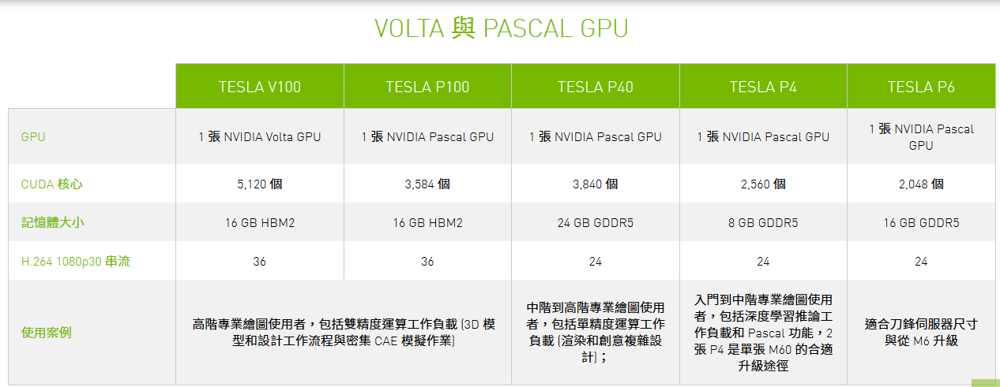 VOLTA 與 PASCAL GPU
TESLA V100
TESLA P100
TESLA P40
TESLA P4
TESLA P6
GPU
1 張 NVIDIA Volta GPU
1 張 NVIDIA Pascal GPU
1 張 NVIDIA Pascal GPU
1 張 NVIDIA Pascal GPU
1 張 NVIDIA Pascal
GPU
CUDA 核心
5,120 個
3,584 個
3,840 個
2,560 個
2,048 個
記憶體大小
16 GB HBM2
16 GB HBM2
24 GB GDDR5
8 GB GDDR5
16 GB GDDR5
H.264 1080p30 串流
36
36
24
24
24
使用案例
高階專業繪圖使用者，包括雙精度運算工作負載 (3D 模
型和設計工作流程與密集 CAE 模擬作業)
中階到高階專業繪圖使用
者，包括單精度運算工作
負載 (渲染和創意複雜設
計)；
入門到中階專業繪圖使用
者，包括深度學習推論工
作負載和 Pascal 功能，2
張 P4 是單張 M60 的合適
升級途徑
適合刀鋒伺服器尺寸
與從 M6 升級